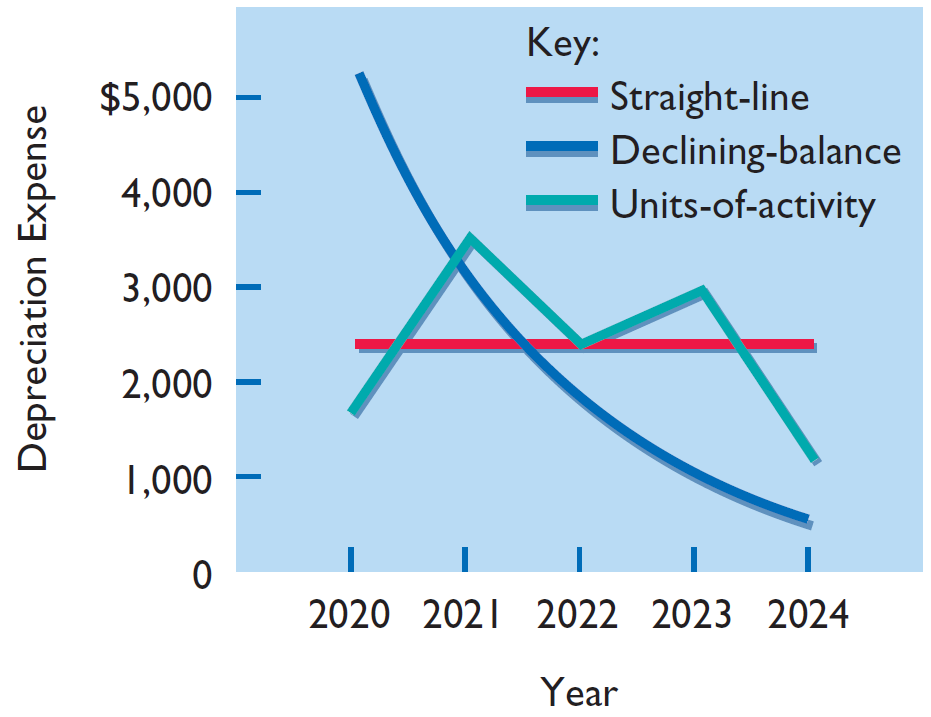 Key:
Straight-line
Declining-balance
Units-of-activity
Depreciation Expense
$5,000
4,000
3,000
2,000
1,000
0
2020 2021 2022 2023 2024
Year